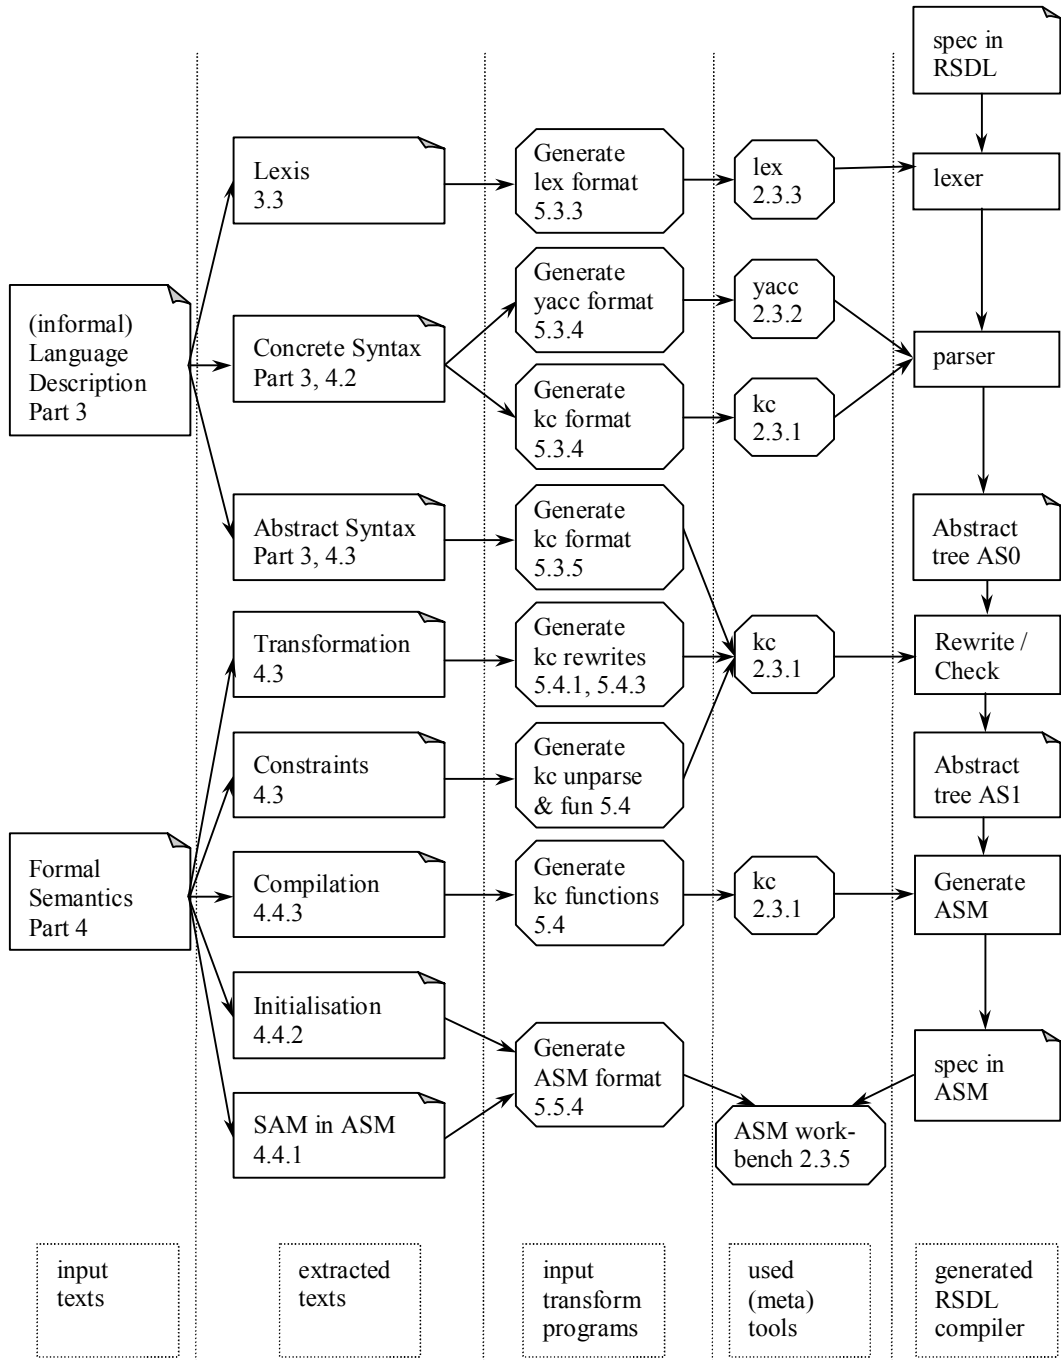 spec in
RSDL
Lexis
3.3
Generate
lex format
5.3.3
lex
2.3.3
lexer
(informal)
Language
Description
Part 3
Concrete Syntax
Part 3, 4.2
Generate
yacc format
5.3.4
yacc
2.3.2
parser
Generate
kc format
5.3.4
kc
2.3.1
Abstract Syntax
Part 3, 4.3
Generate
kc format
5.3.5
Abstract
tree AS0
Transformation
4.3
Generate
kc rewrites
5.4.1, 5.4.3
kc
2.3.1
Rewrite /
Check
Constraints
4.3
Generate
kc unparse
& fun 5.4
Abstract
tree AS1
Formal
Semantics
Part 4
Compilation
4.4.3
Generate
kc functions
5.4
kc
2.3.1
Generate
ASM
Initialisation
4.4.2
Generate
ASM format
5.5.4
spec in
ASM
SAM in ASM
4.4.1
ASM work-
bench 2.3.5
input
texts
extracted
texts
input
transform
programs
used
(meta)
tools
generated
RSDL
compiler